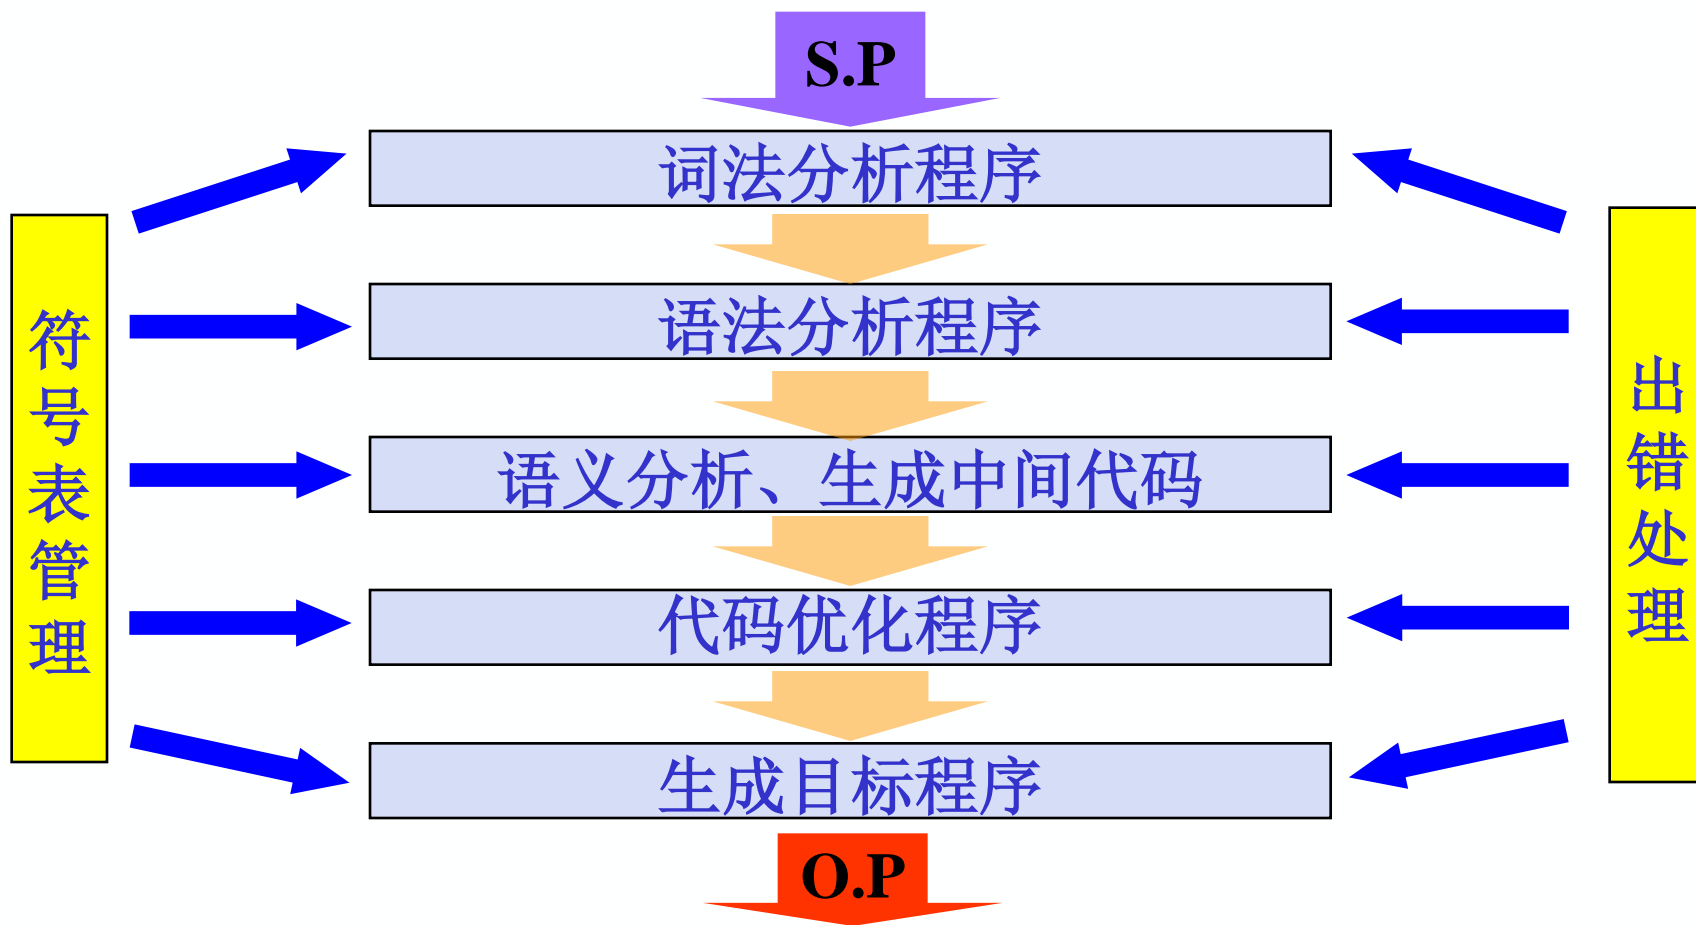 S.P
词法分析程序
语法分析程序
语义分析、生成中间代码
代码优化程序
生成目标程序
O.P
符号表管理
出错处理